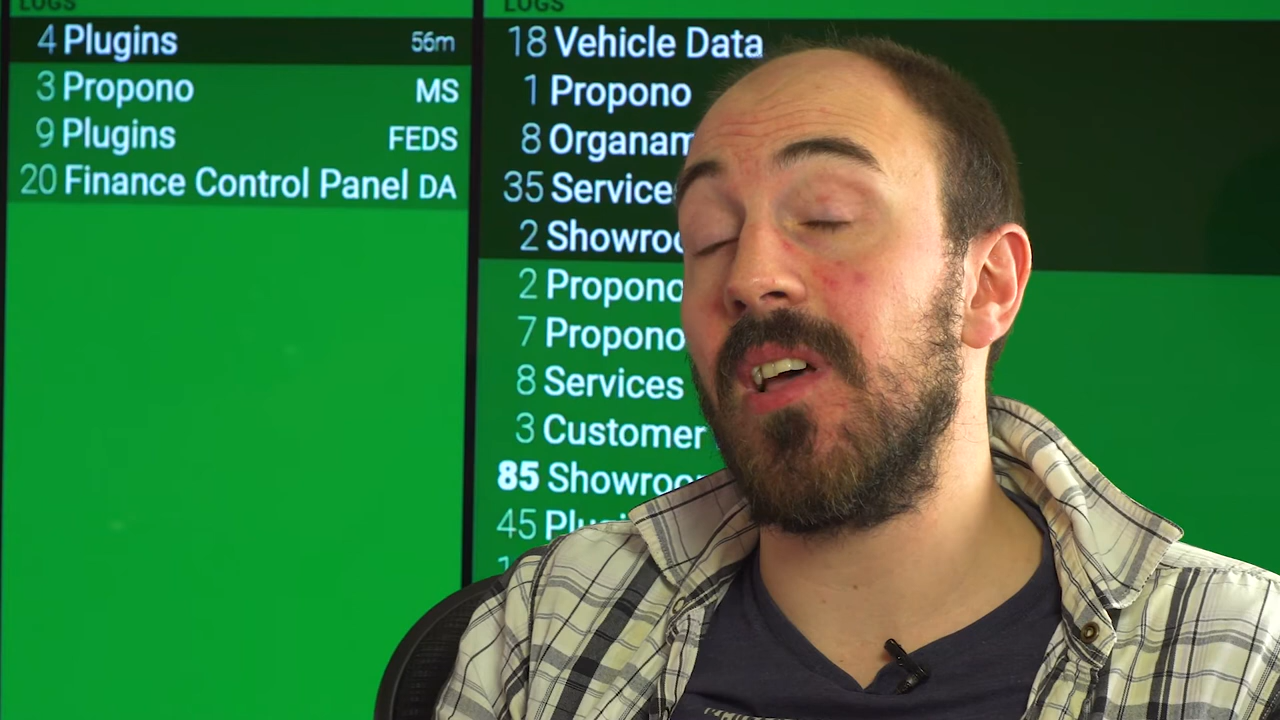 LOGS
4 Plugins 56m
3 Propono MS
9 Plugins FEDS
20 Finance Control Panel DA
LOGS
18 Vehicle Data
1 Propono
8 Organam
35 Service
2 Showroo
2 Propono
7 Propono
8 Services
3 Customer
85 Showroo
45